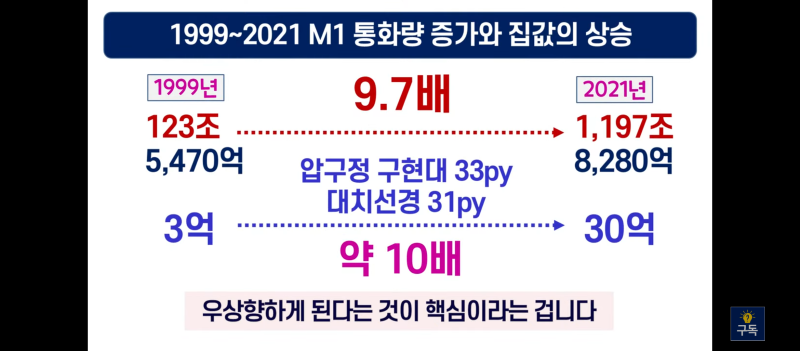 1999~2021 M1 통화량 증가와 집값의 상승
1999년
9.7배
2021년
123조
1,197조
5,470억
8,280억
압구정 구현대 33py
대치선경 31py
3억
30억
약 10배
우상향하게 된다는 것이 핵심이라는 겁니다
구독